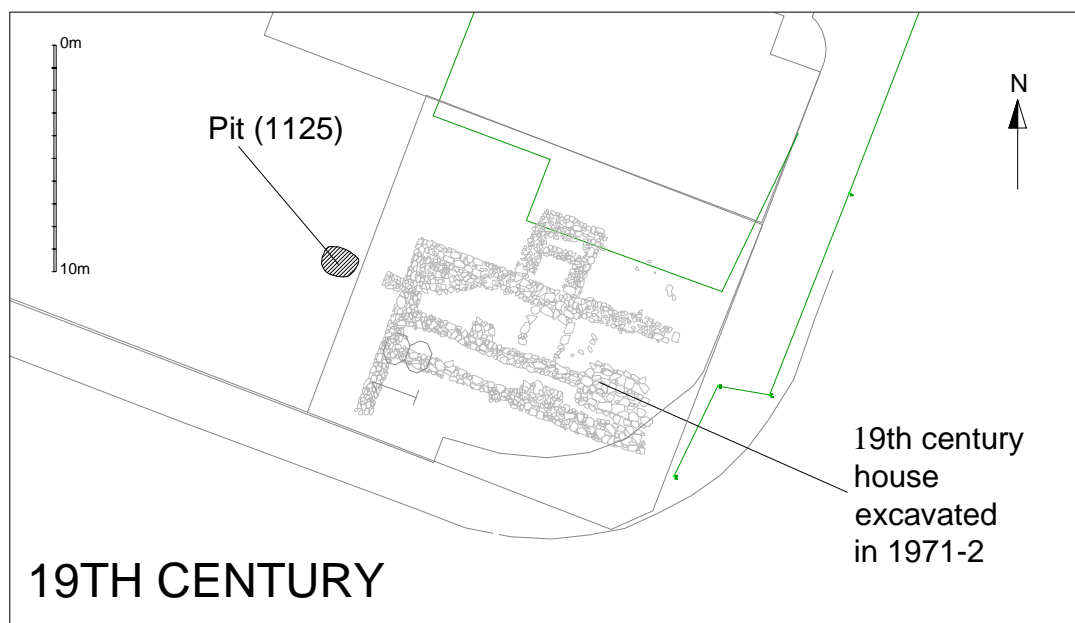 0m
N
Pit (1125)
10m
19th century
house
excavated
in 1971-2
19TH CENTURY